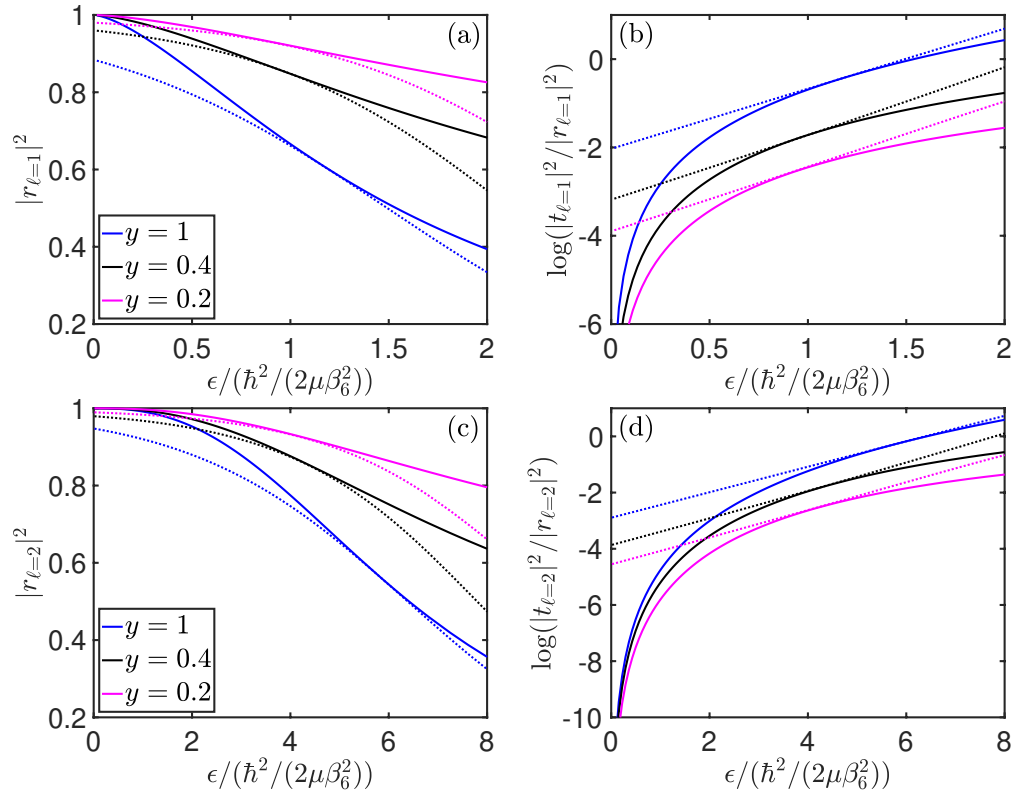 (a)
1
0.8
0.6
0.4
0.2
|r_{ℓ=1}|^2
y = 1
y = 0.4
y = 0.2
0 0.5 1 1.5 2
ϵ/(ħ^2/(2μβ_6^2))
(b)
0
-2
-4
-6
log(|t_{ℓ=1}|^2/|r_{ℓ=1}|^2)
0 0.5 1 1.5 2
ϵ/(ħ^2/(2μβ_6^2))
(c)
1
0.8
0.6
0.4
0.2
|r_{ℓ=2}|^2
y = 1
y = 0.4
y = 0.2
0 2 4 6 8
ϵ/(ħ^2/(2μβ_6^2))
(d)
0
-2
-4
-6
-8
-10
log(|t_{ℓ=2}|^2/|r_{ℓ=2}|^2)
0 2 4 6 8
ϵ/(ħ^2/(2μβ_6^2))